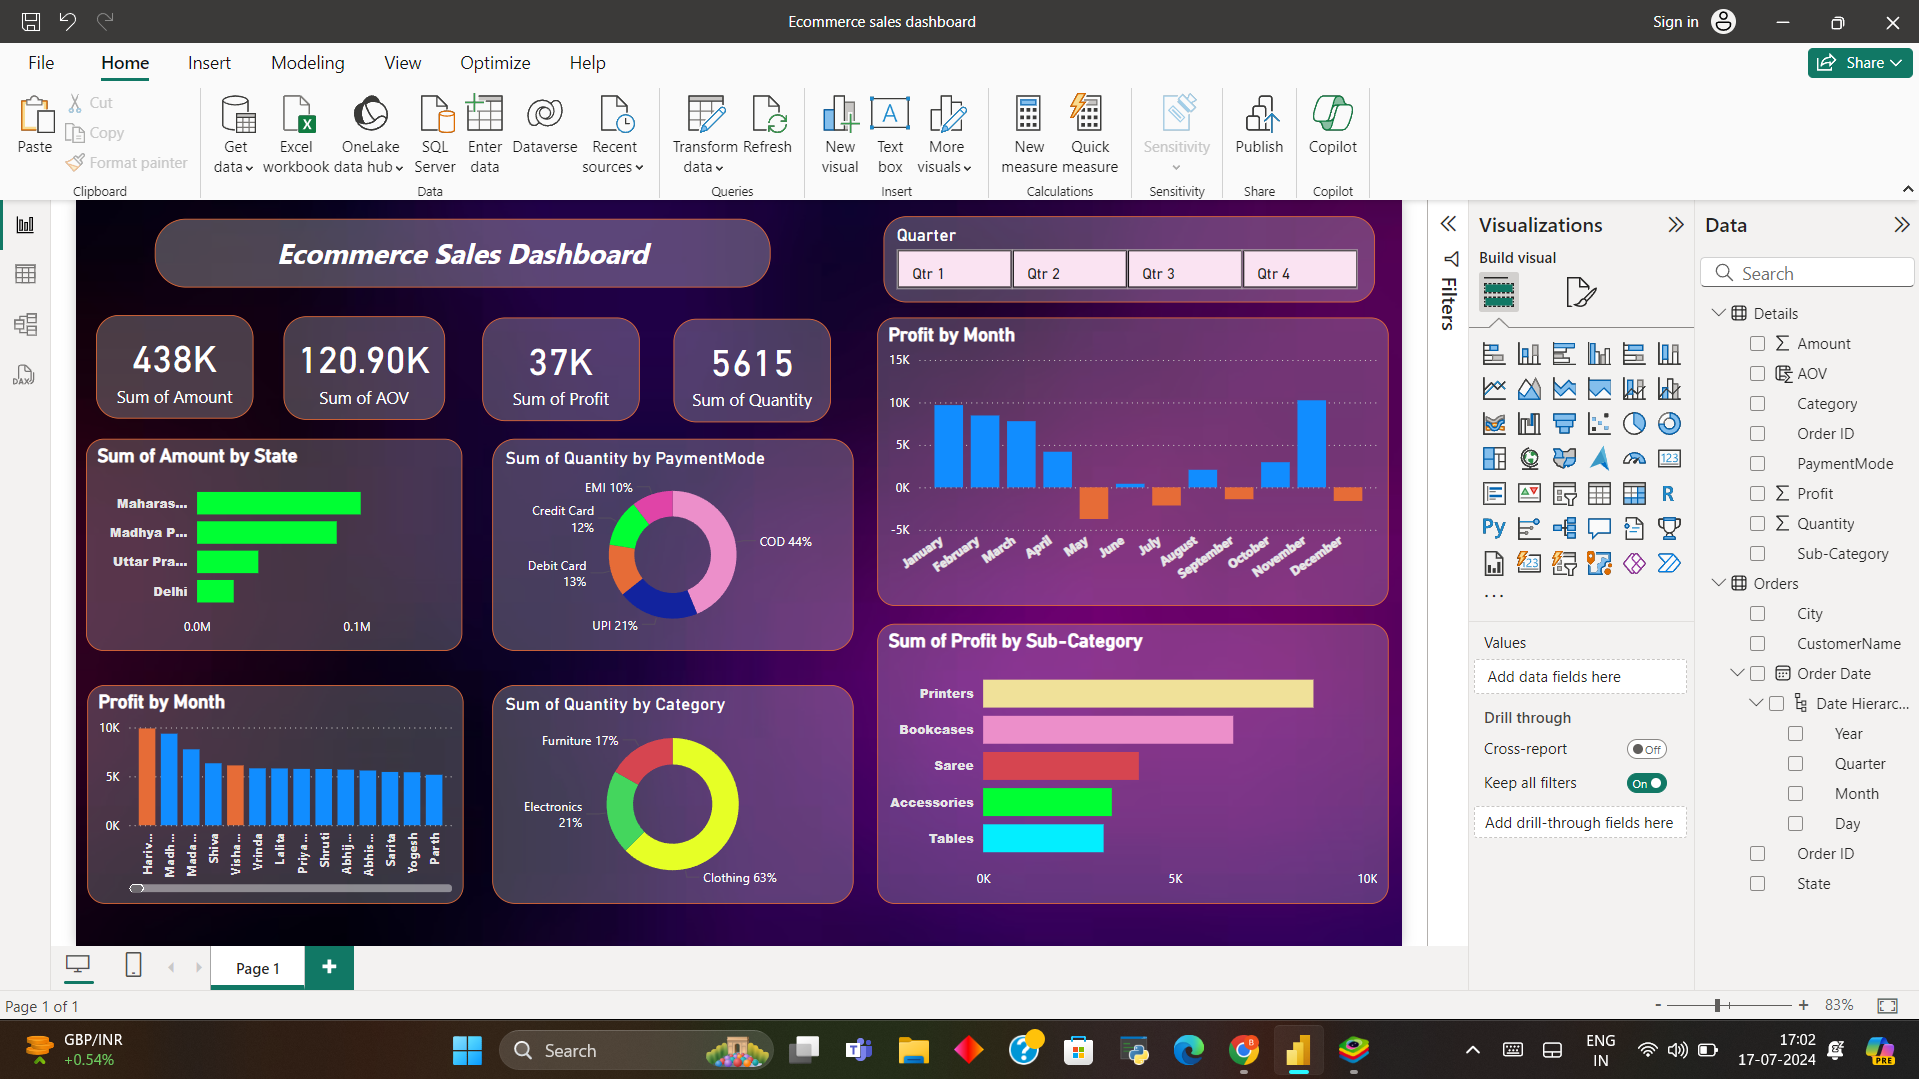 Ecommerce sales dashboard
Sign in
File
Home
Insert
Modeling
View
Optimize
Help
Share
Paste
Cut
Copy
Format painter
Clipboard
Get data
Excel workbook
OneLake data hub
SQL Server
Enter data
Dataverse
Recent sources
Data
Transform data
Refresh
Queries
New visual
Text box
More visuals
Insert
New measure
Quick measure
Calculations
Sensitivity
Sensitivity
Publish
Share
Copilot
Copilot
Ecommerce Sales Dashboard
Quarter
Qtr 1
Qtr 2
Qtr 3
Qtr 4
438K
Sum of Amount
120.90K
Sum of AOV
37K
Sum of Profit
5615
Sum of Quantity
Profit by Month
15K
10K
5K
0K
-5K
January
February
March
April
May
June
July
August
September
October
November
December
Sum of Amount by State
Maharas...
Madhya P...
Uttar Pra...
Delhi
0.0M
0.1M
Sum of Quantity by PaymentMode
EMI 10%
Credit Card
12%
Debit Card
13%
UPI 21%
COD 44%
Sum of Profit by Sub-Category
Printers
Bookcases
Saree
Accessories
Tables
0K
5K
10K
Profit by Month
10K
5K
0K
Hariv...
Madh...
Mada...
Shiva
Visha...
Vrinda
Lalita
Priya...
Shruti
Abhij...
Abhis...
Sarita
Yogesh
Parth
Sum of Quantity by Category
Furniture 17%
Electronics
21%
Clothing 63%
Filters
Visualizations
Build visual
123
R
Py
123
...
Values
Add data fields here
Drill through
Cross-report
Off
Keep all filters
On
Add drill-through fields here
Data
Search
Details
Amount
AOV
Category
Order ID
PaymentMode
Profit
Quantity
Sub-Category
Orders
City
CustomerName
Order Date
Date Hierarc...
Year
Quarter
Month
Day
Order ID
State
DAX
Page 1
+
Page 1 of 1
- + 83%
GBP/INR
+0.54%
Search
ENG
IN
17:02
17-07-2024
PRE